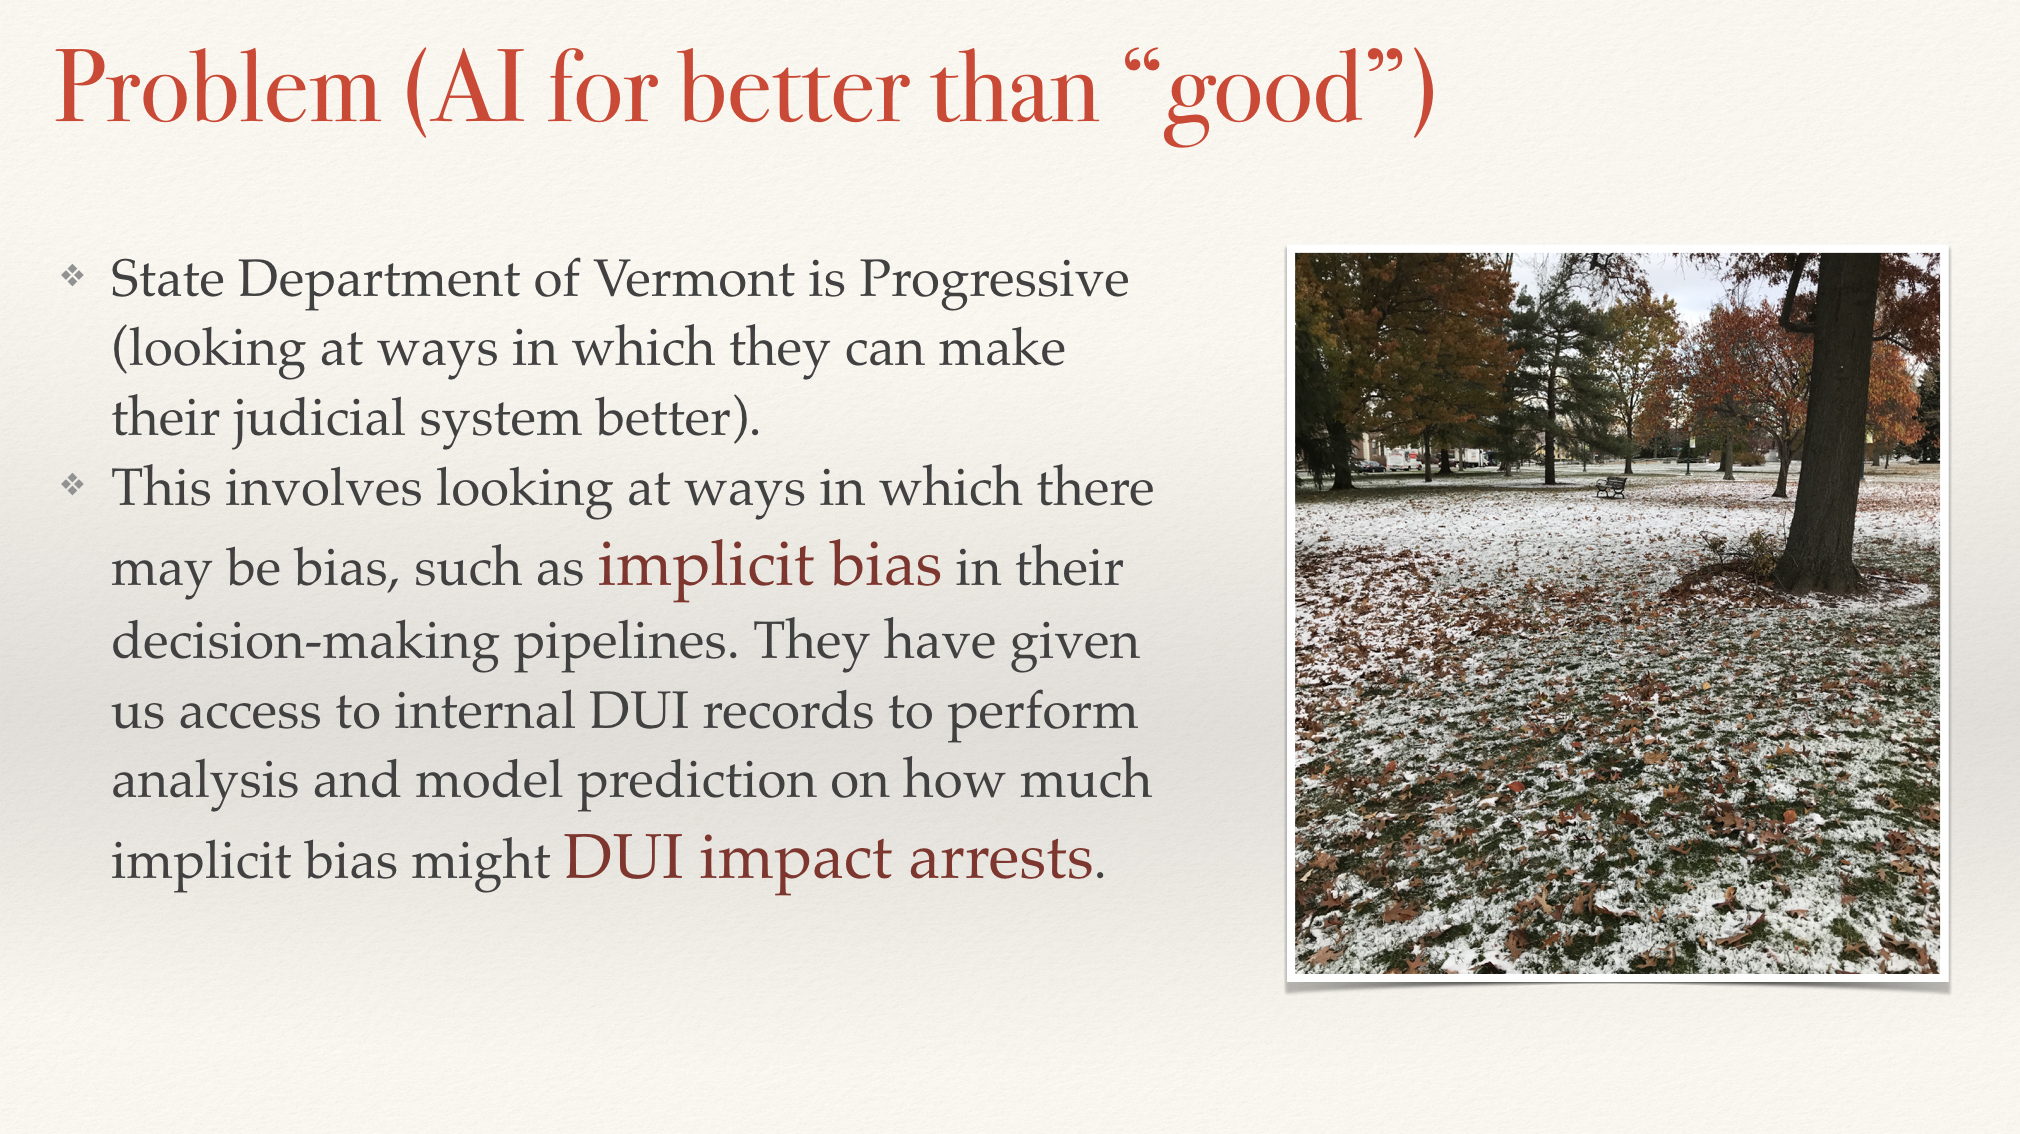 Problem (AI for better than “good”)
State Department of Vermont is Progressive
(looking at ways in which they can make
their judicial system better).
This involves looking at ways in which there
may be bias, such as implicit bias in their
decision-making pipelines. They have given
us access to internal DUI records to perform
analysis and model prediction on how much
implicit bias might DUI impact arrests.